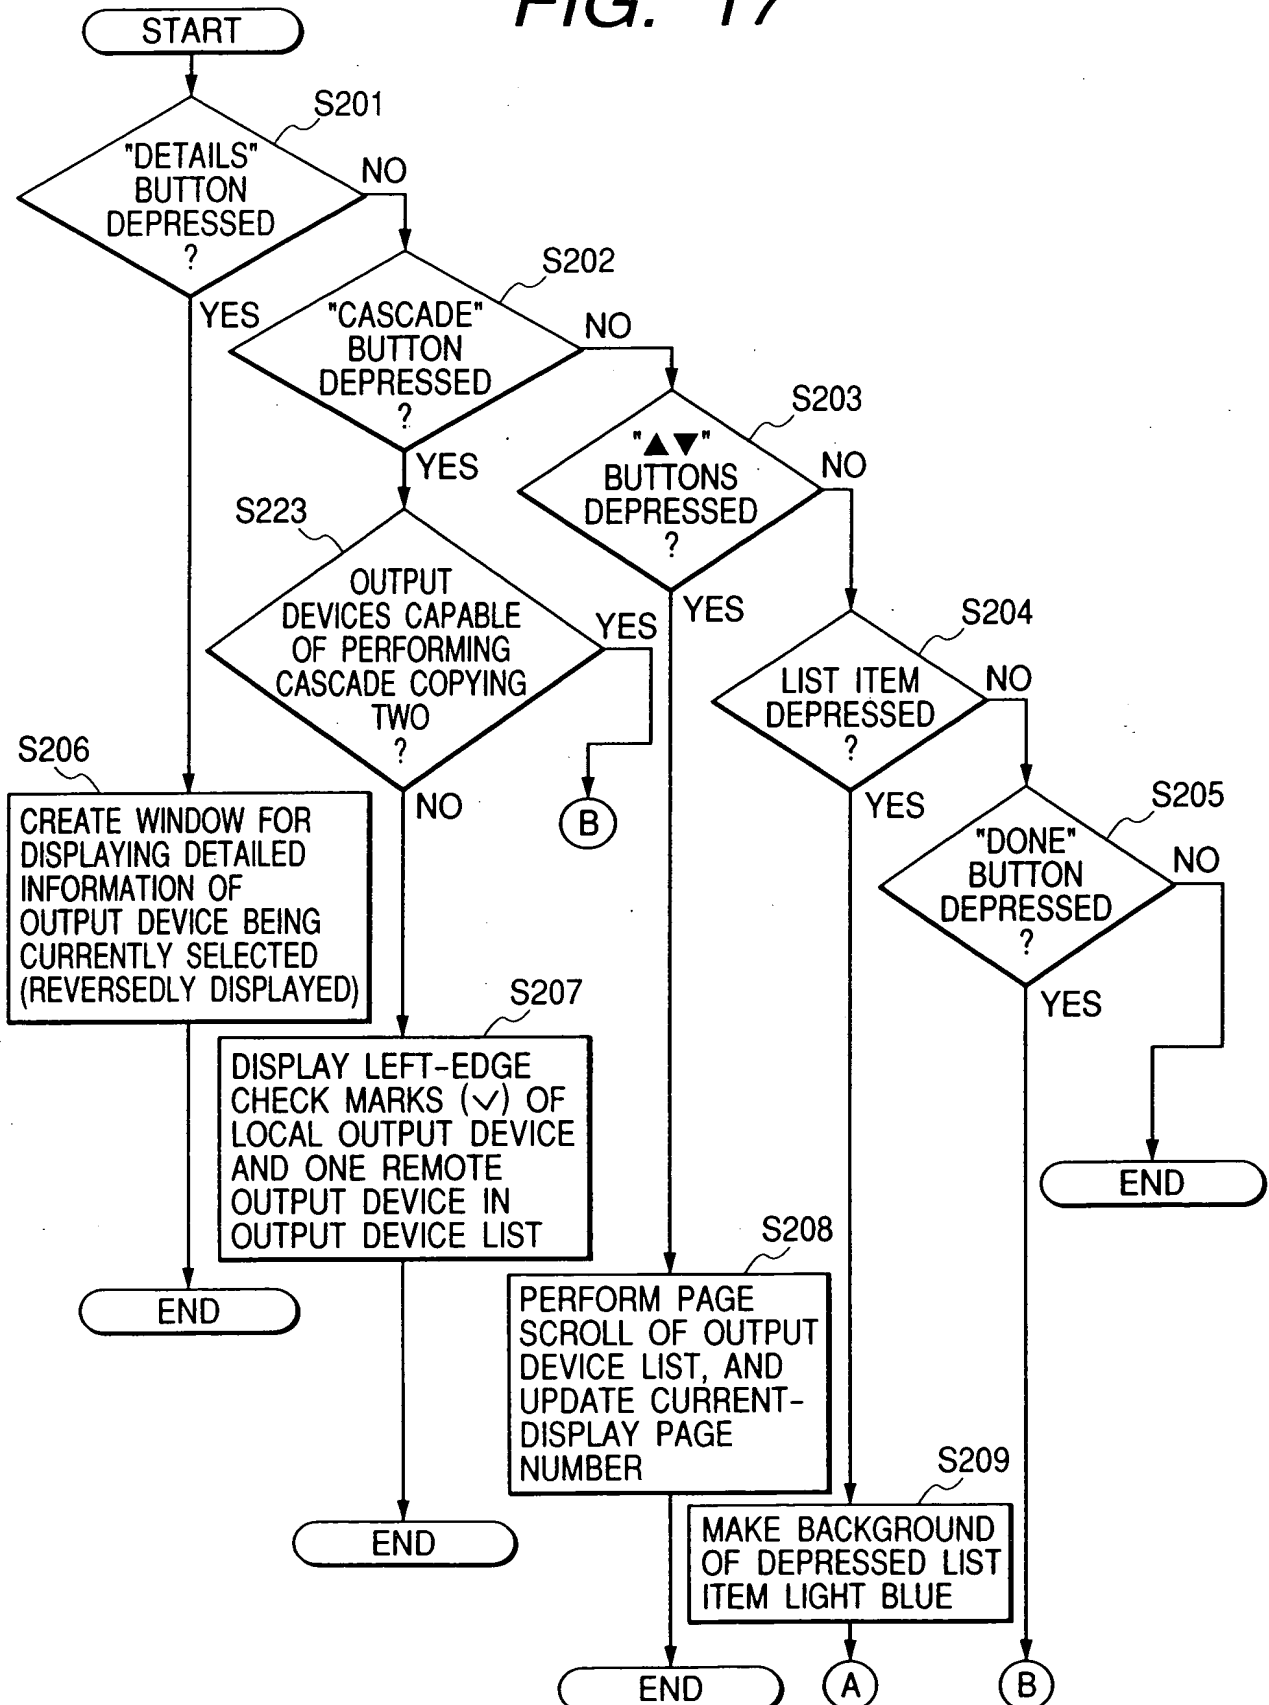 FIG. 17
START
S201
"DETAILS"
BUTTON
DEPRESSED
?
NO
YES
S202
"CASCADE"
BUTTON
DEPRESSED
?
NO
YES
S203
"▲▼"
BUTTONS
DEPRESSED
?
NO
YES
S223
OUTPUT
DEVICES CAPABLE
OF PERFORMING
CASCADE COPYING
TWO
?
YES
NO
B
S204
LIST ITEM
DEPRESSED
?
NO
YES
S205
"DONE"
BUTTON
DEPRESSED
?
NO
YES
END
S206
CREATE WINDOW FOR
DISPLAYING DETAILED
INFORMATION OF
OUTPUT DEVICE BEING
CURRENTLY SELECTED
(REVERSEDLY DISPLAYED)
END
S207
DISPLAY LEFT-EDGE
CHECK MARKS (✓) OF
LOCAL OUTPUT DEVICE
AND ONE REMOTE
OUTPUT DEVICE IN
OUTPUT DEVICE LIST
END
S208
PERFORM PAGE
SCROLL OF OUTPUT
DEVICE LIST, AND
UPDATE CURRENT-
DISPLAY PAGE
NUMBER
END
S209
MAKE BACKGROUND
OF DEPRESSED LIST
ITEM LIGHT BLUE
A
B